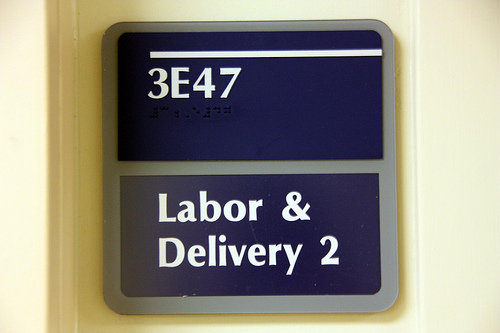 3E47
Labor &
Delivery 2